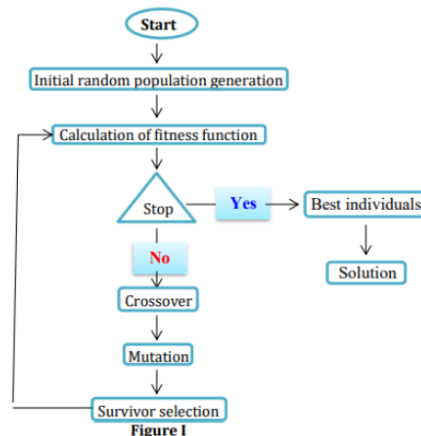 Start
Initial random population generation
Calculation of fitness function
Stop
Yes
Best individuals
No
Solution
Crossover
Mutation
Survivor selection
Figure I